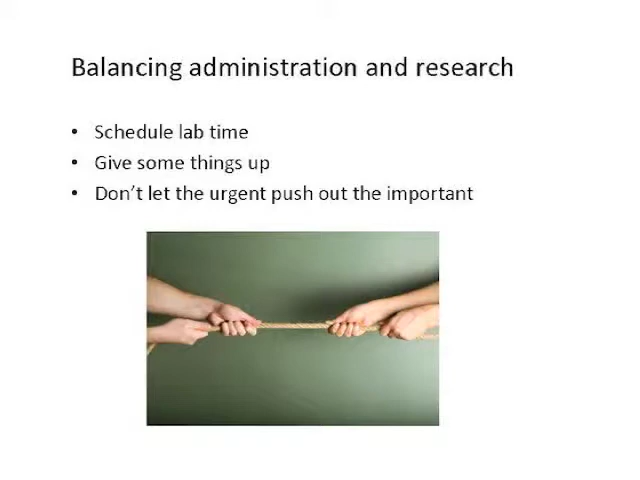 Balancing administration and research
• Schedule lab time
• Give some things up
• Don’t let the urgent push out the important